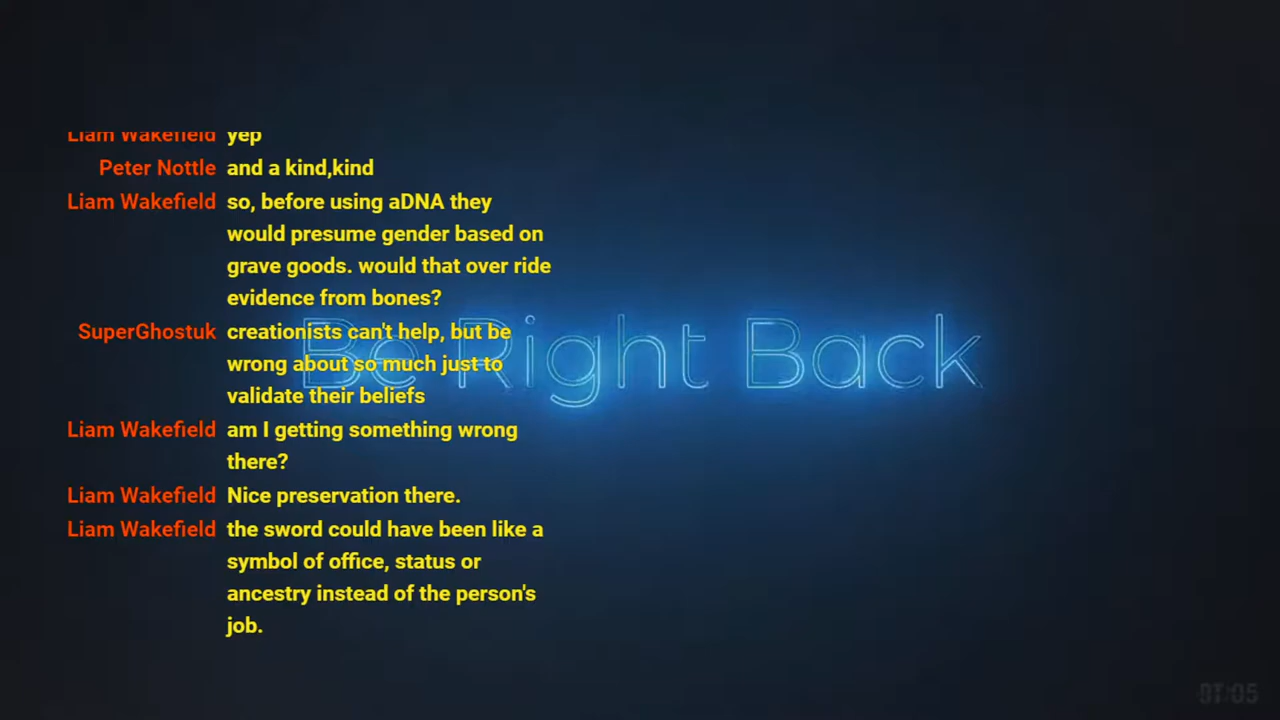 Liam Wakefield yep
Peter Nottle and a kind,kind
Liam Wakefield so, before using aDNA they
would presume gender based on
grave goods. would that over ride
evidence from bones?
SuperGhostuk creationists can't help, but be
wrong about so much just to
validate their beliefs
Be Right Back
Liam Wakefield am I getting something wrong
there?
Liam Wakefield Nice preservation there.
Liam Wakefield the sword could have been like a
symbol of office, status or
ancestry instead of the person's
job.